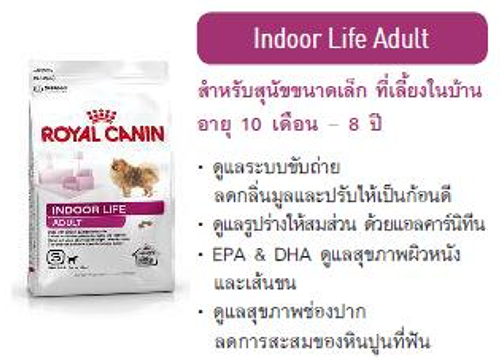 Indoor Life Adult
สำหรับสุนัขขนาดเล็ก ที่เลี้ยงในบ้าน
อายุ 10 เดือน – 8 ปี
• ดูแลระบบขับถ่าย
ลดกลิ่นมูลและปรับให้เป็นก้อนดี
• ดูแลรูปร่างให้สมส่วน ด้วยแอลคาร์นิทีน
• EPA & DHA ดูแลสุขภาพผิวหนัง
และเส้นขน
• ดูแลสุขภาพช่องปาก
ลดการสะสมของหินปูนที่ฟัน
ROYAL CANIN
INDOOR LIFE
ADULT
S